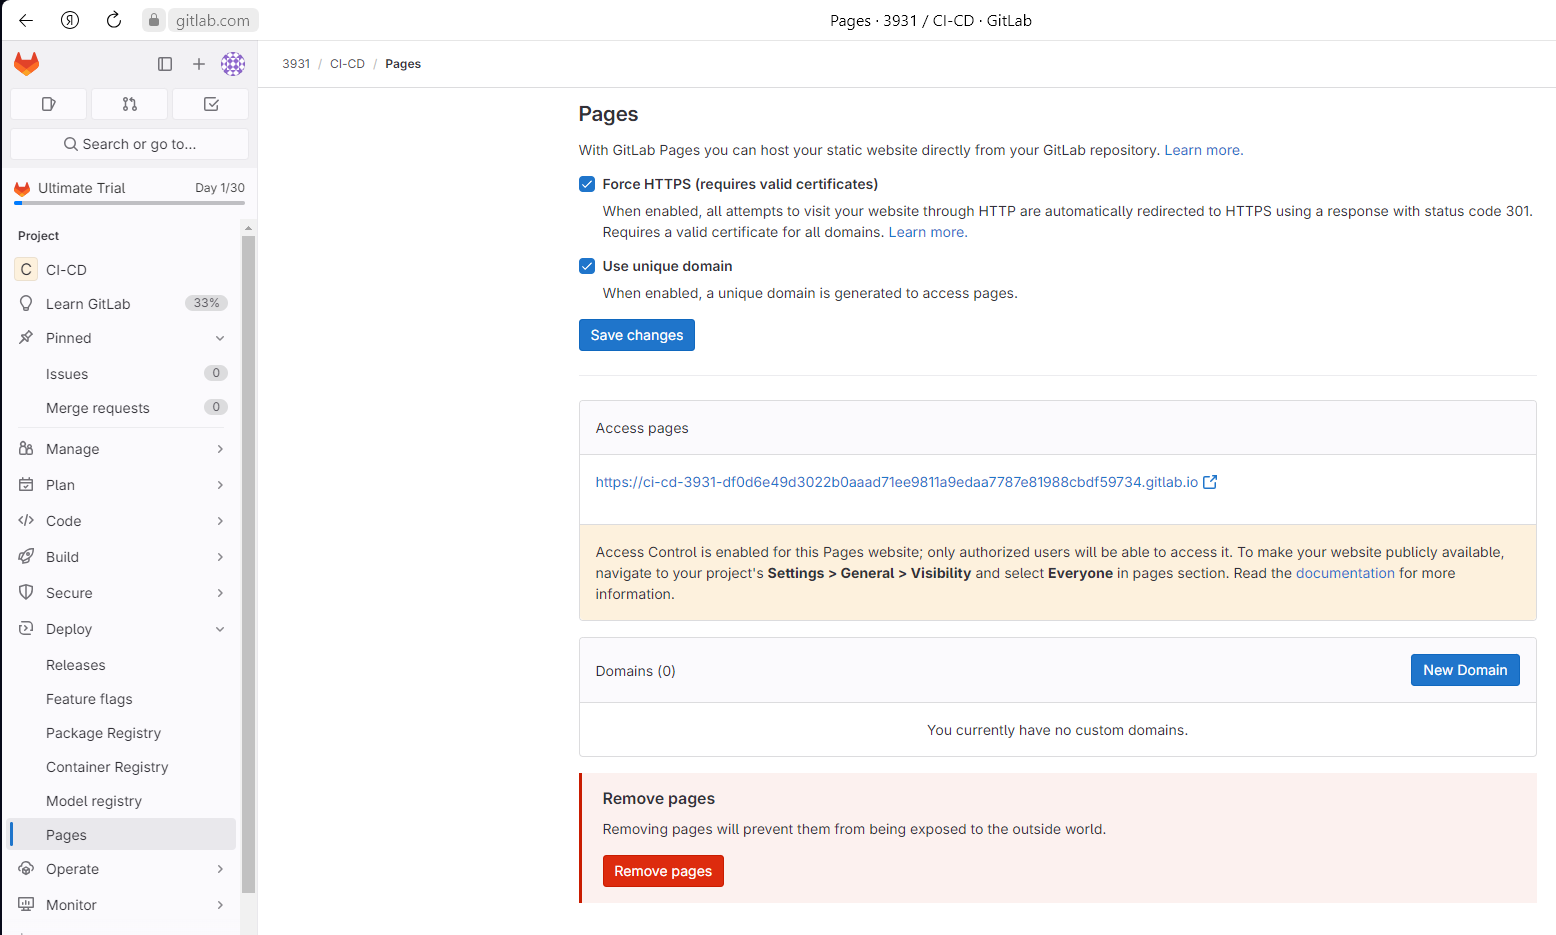 gitlab.com
Pages · 3931 / CI-CD · GitLab
3931 / CI-CD / Pages
Search or go to...
Ultimate Trial Day 1/30
Project
C CI-CD
Learn GitLab 33%
Pinned
Issues 0
Merge requests 0
Manage
Plan
Code
Build
Secure
Deploy
Releases
Feature flags
Package Registry
Container Registry
Model registry
Pages
Operate
Monitor
Pages
With GitLab Pages you can host your static website directly from your GitLab repository. Learn more.
Force HTTPS (requires valid certificates)
When enabled, all attempts to visit your website through HTTP are automatically redirected to HTTPS using a response with status code 301.
Requires a valid certificate for all domains. Learn more.
Use unique domain
When enabled, a unique domain is generated to access pages.
Save changes
Access pages
https://ci-cd-3931-df0d6e49d3022b0aaad71ee9811a9edaa7787e81988cbdf59734.gitlab.io
Access Control is enabled for this Pages website; only authorized users will be able to access it. To make your website publicly available,
navigate to your project's Settings > General > Visibility and select Everyone in pages section. Read the documentation for more
information.
Domains (0) New Domain
You currently have no custom domains.
Remove pages
Removing pages will prevent them from being exposed to the outside world.
Remove pages